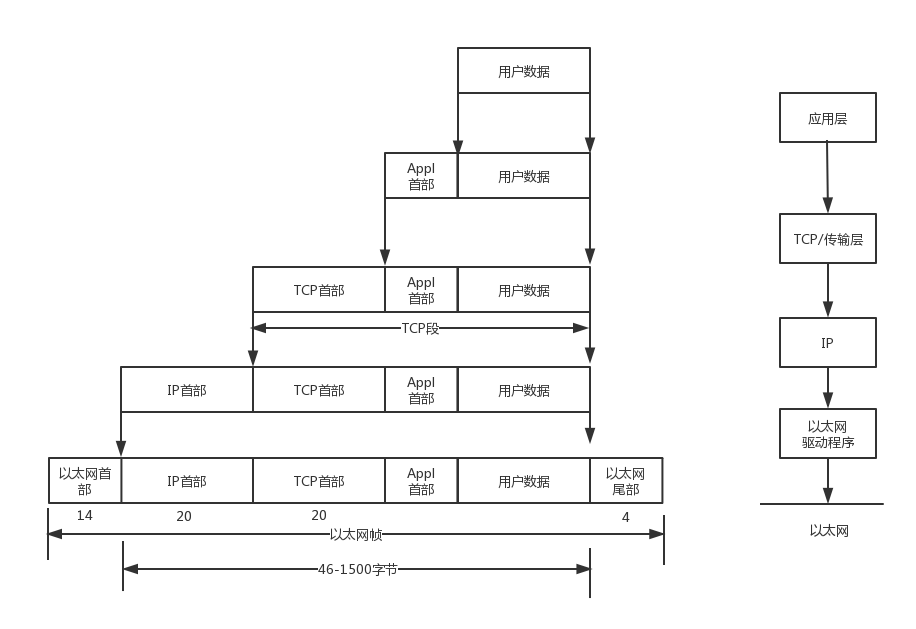 用户数据
应用层
Appl
首部
用户数据
TCP/传输层
TCP首部
Appl
首部
用户数据
TCP段
IP
IP首部
TCP首部
Appl
首部
用户数据
以太网
驱动程序
以太网首
部
IP首部
TCP首部
Appl
首部
用户数据
以太网
尾部
14
20
20
4
以太网帧
以太网
46-1500字节